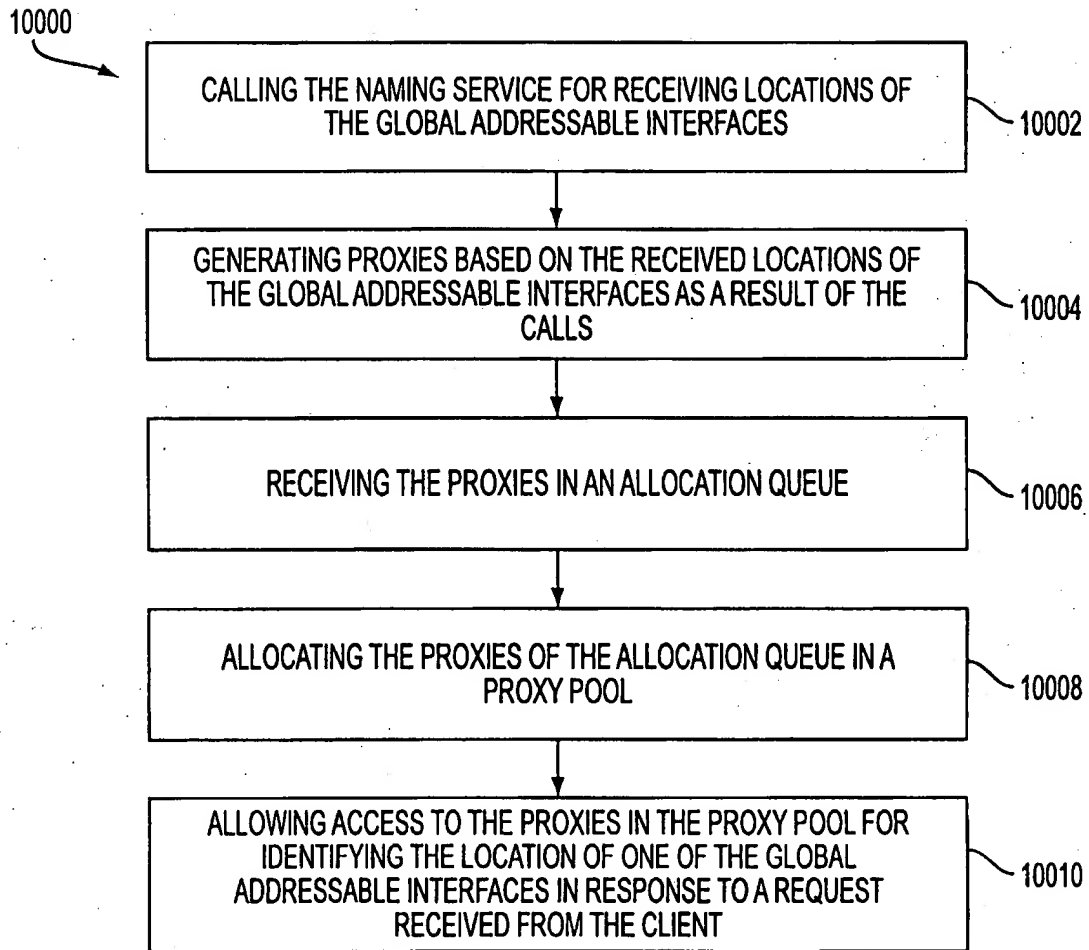 10000
CALLING THE NAMING SERVICE FOR RECEIVING LOCATIONS OF
THE GLOBAL ADDRESSABLE INTERFACES
10002
GENERATING PROXIES BASED ON THE RECEIVED LOCATIONS OF
THE GLOBAL ADDRESSABLE INTERFACES AS A RESULT OF THE
CALLS
10004
RECEIVING THE PROXIES IN AN ALLOCATION QUEUE
10006
ALLOCATING THE PROXIES OF THE ALLOCATION QUEUE IN A
PROXY POOL
10008
ALLOWING ACCESS TO THE PROXIES IN THE PROXY POOL FOR
IDENTIFYING THE LOCATION OF ONE OF THE GLOBAL
ADDRESSABLE INTERFACES IN RESPONSE TO A REQUEST
RECEIVED FROM THE CLIENT
10010